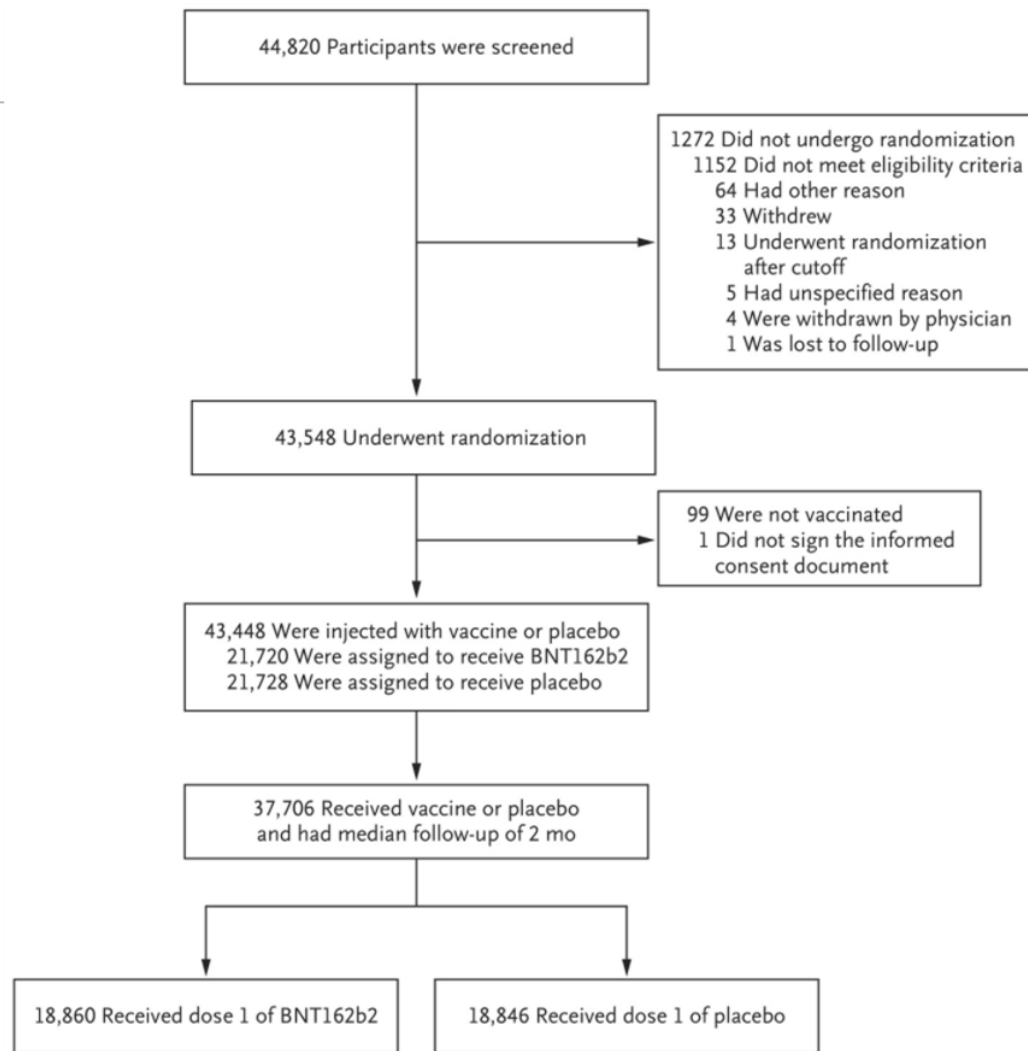 44,820 Participants were screened
1272 Did not undergo randomization
1152 Did not meet eligibility criteria
64 Had other reason
33 Withdrew
13 Underwent randomization
after cutoff
5 Had unspecified reason
4 Were withdrawn by physician
1 Was lost to follow-up
43,548 Underwent randomization
99 Were not vaccinated
1 Did not sign the informed
consent document
43,448 Were injected with vaccine or placebo
21,720 Were assigned to receive BNT162b2
21,728 Were assigned to receive placebo
37,706 Received vaccine or placebo
and had median follow-up of 2 mo
18,860 Received dose 1 of BNT162b2
18,846 Received dose 1 of placebo